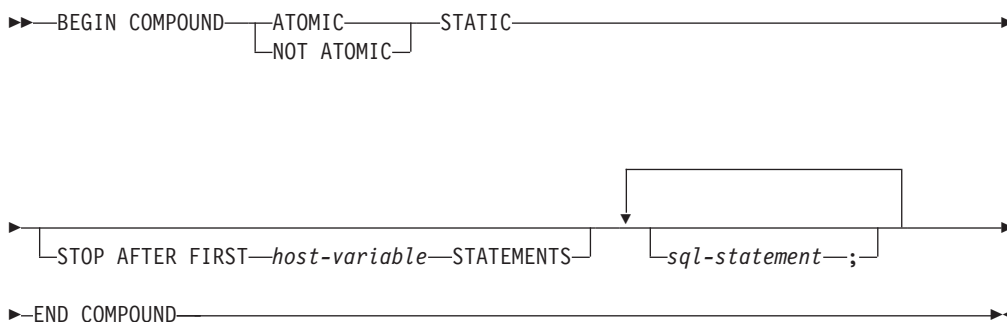 BEGIN COMPOUND ATOMIC STATIC
NOT ATOMIC
STOP AFTER FIRST host-variable STATEMENTS sql-statement ;
END COMPOUND